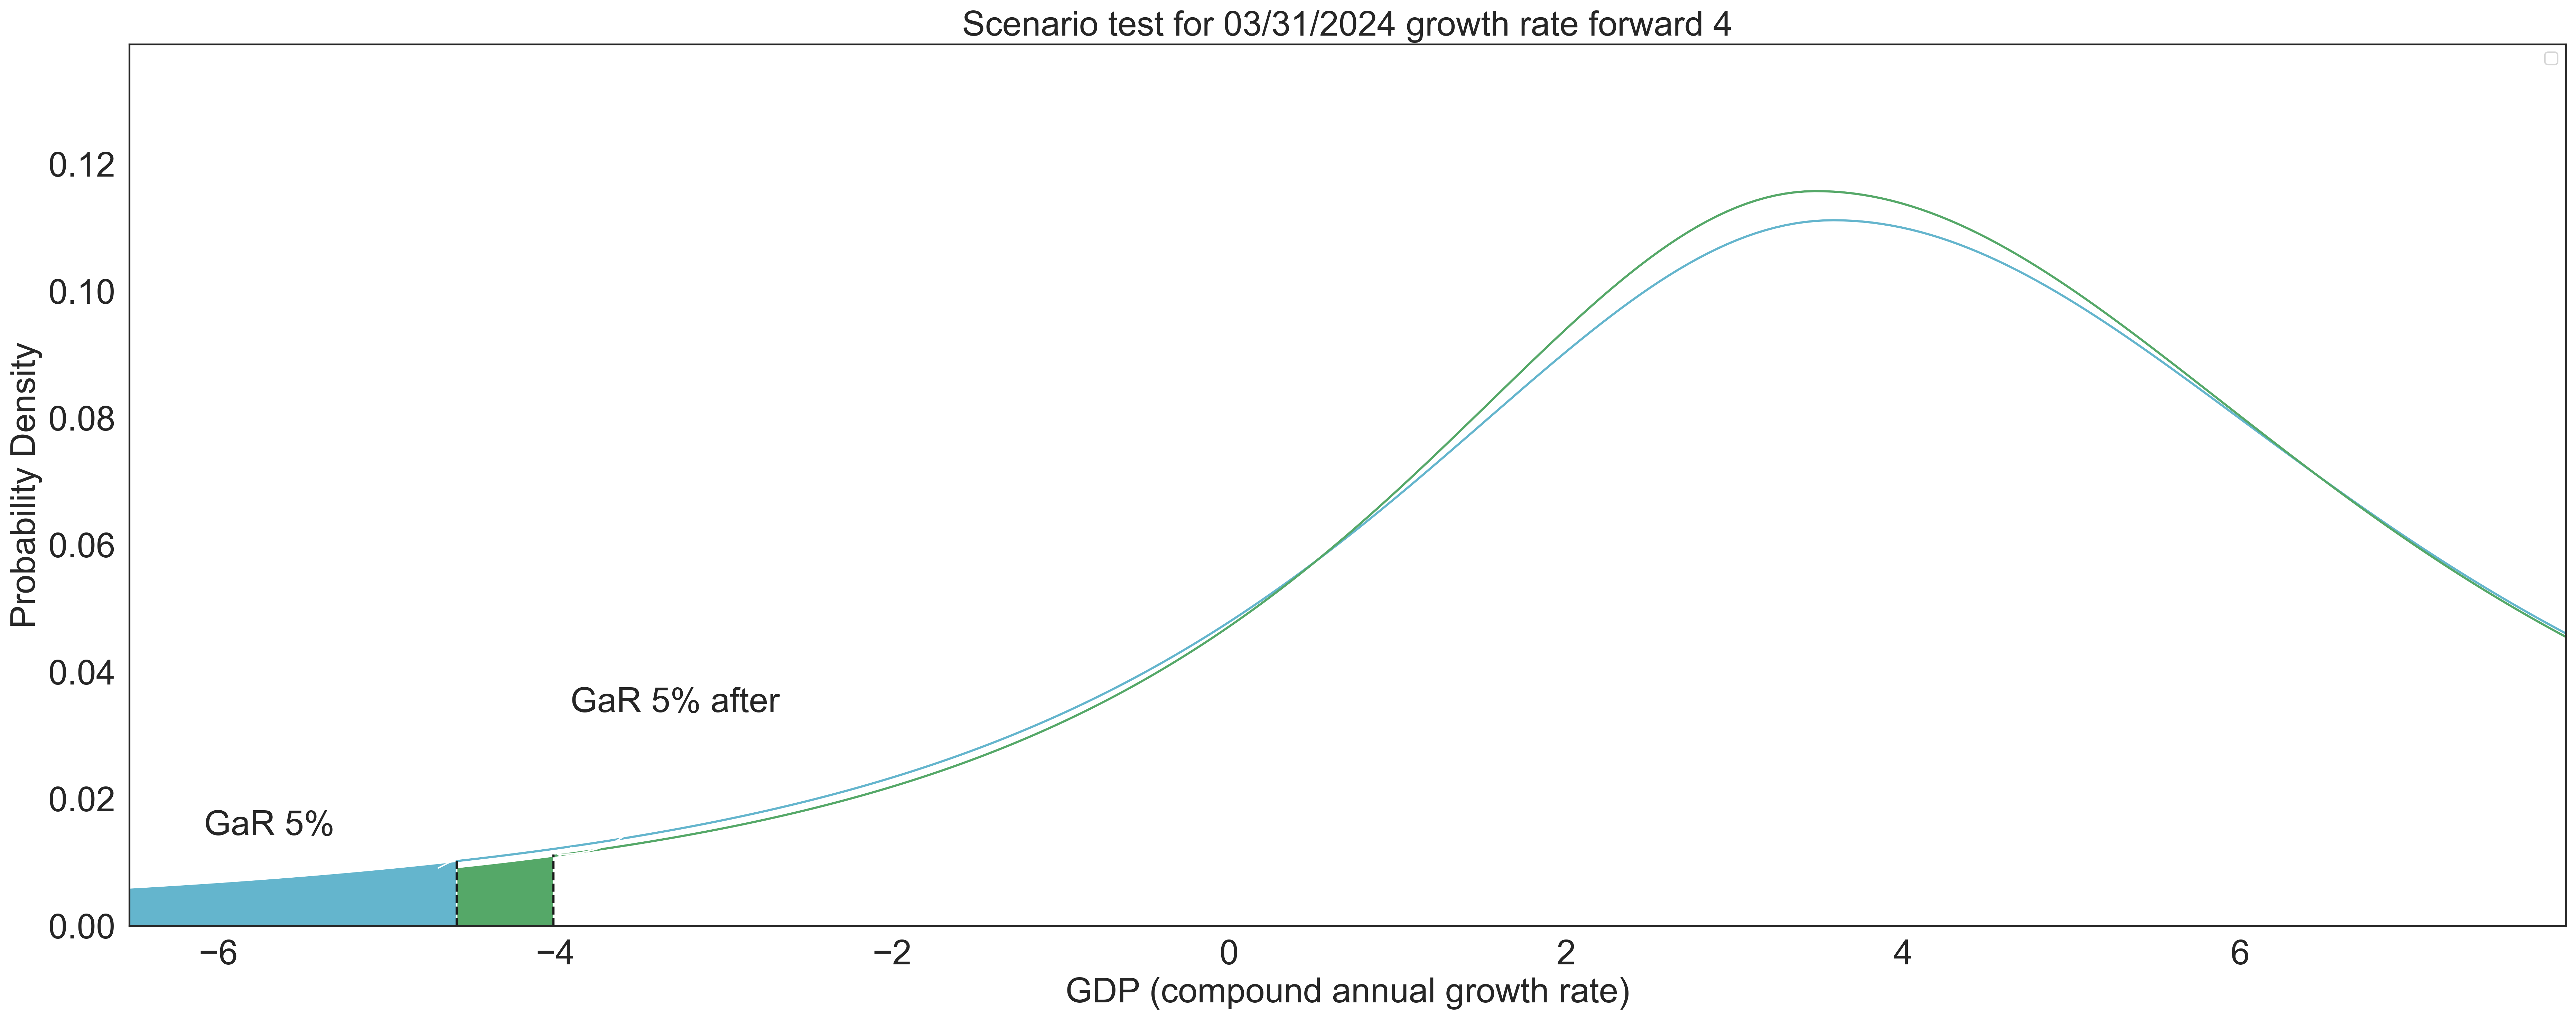 Scenario test for 03/31/2024 growth rate forward 4
0.12
0.10
0.08
0.06
0.04
0.02
0.00
Probability Density
GaR 5% after
GaR 5%
−6
−4
−2
0
2
4
6
GDP (compound annual growth rate)